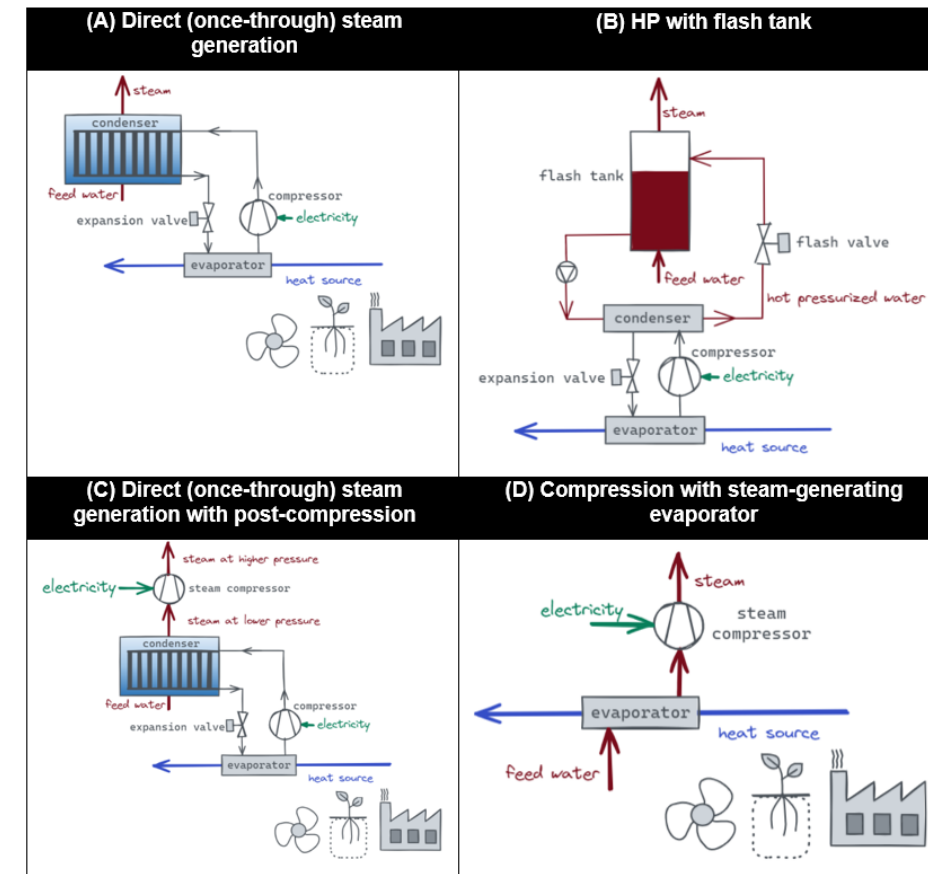 (A) Direct (once-through) steam
generation
steam
condenser
feed water
compressor
expansion valve
electricity
evaporator
heat source
(B) HP with flash tank
steam
flash tank
flash valve
feed water
hot pressurized water
condenser
compressor
expansion valve
electricity
evaporator
heat source
(C) Direct (once-through) steam
generation with post-compression
steam at higher pressure
electricity
steam compressor
steam at lower pressure
condenser
feed water
compressor
expansion valve
electricity
evaporator
heat source
(D) Compression with steam-generating
evaporator
steam
electricity
steam
compressor
evaporator
heat source
feed water